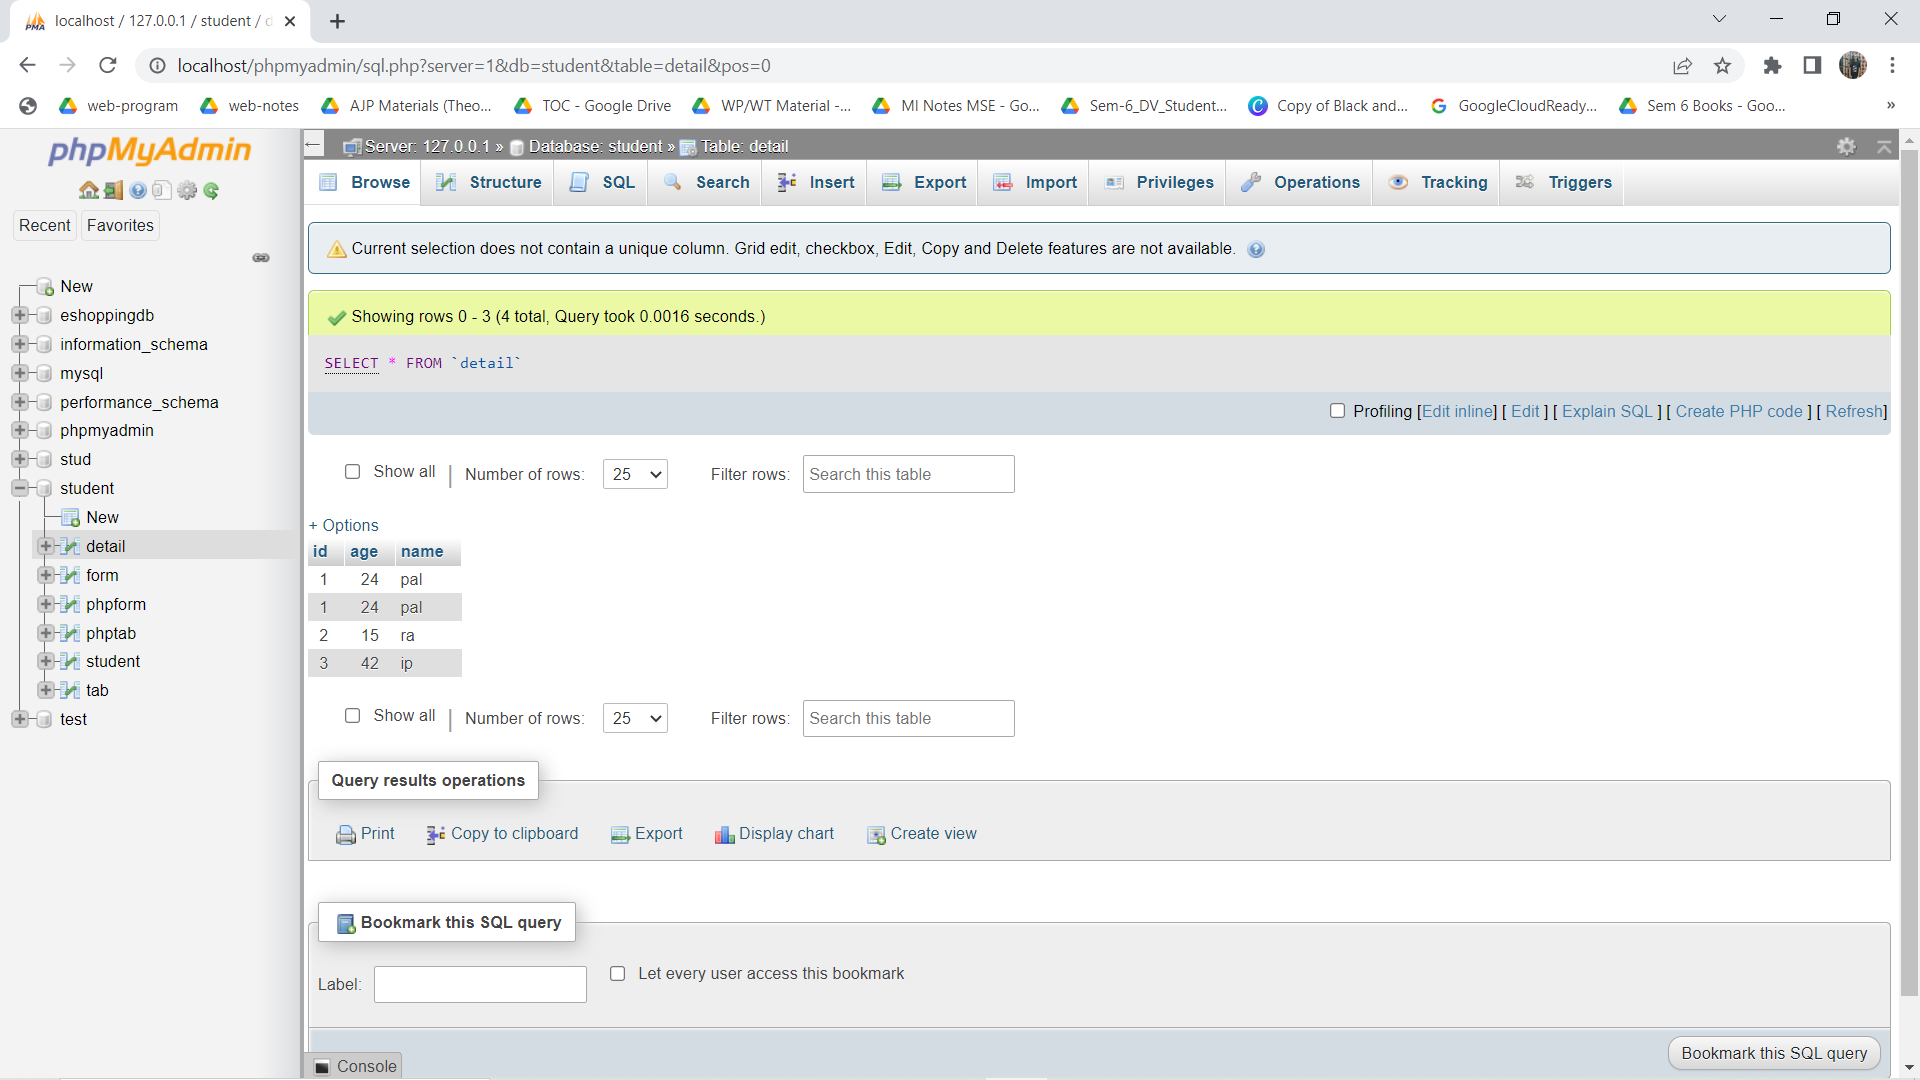 localhost / 127.0.0.1 / student / d
localhost/phpmyadmin/sql.php?server=1&db=student&table=detail&pos=0
web-program web-notes AJP Materials (Theo... TOC - Google Drive WP/WT Material -... MI Notes MSE - Go... Sem-6_DV_Student... Copy of Black and... GoogleCloudReady... Sem 6 Books - Goo... »
phpMyAdmin
Recent Favorites
New
eshoppingdb
information_schema
mysql
performance_schema
phpmyadmin
stud
student
New
detail
form
phpform
phptab
student
tab
test
Server: 127.0.0.1 » Database: student » Table: detail
Browse Structure SQL Search Insert Export Import Privileges Operations Tracking Triggers
Current selection does not contain a unique column. Grid edit, checkbox, Edit, Copy and Delete features are not available.
Showing rows 0 - 3 (4 total, Query took 0.0016 seconds.)
SELECT * FROM `detail`
Profiling [Edit inline] [ Edit ] [ Explain SQL ] [ Create PHP code ] [ Refresh]
Show all | Number of rows: 25 Filter rows: Search this table
+ Options
id age name
1 24 pal
1 24 pal
2 15 ra
3 42 ip
Show all | Number of rows: 25 Filter rows: Search this table
Query results operations
Print Copy to clipboard Export Display chart Create view
Bookmark this SQL query
Label: Let every user access this bookmark
Bookmark this SQL query
Console